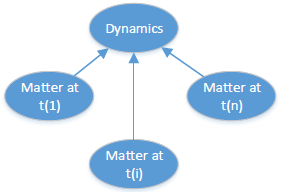 Dynamics
Matter at
t(1)
Matter at
t(n)
Matter at
t(i)